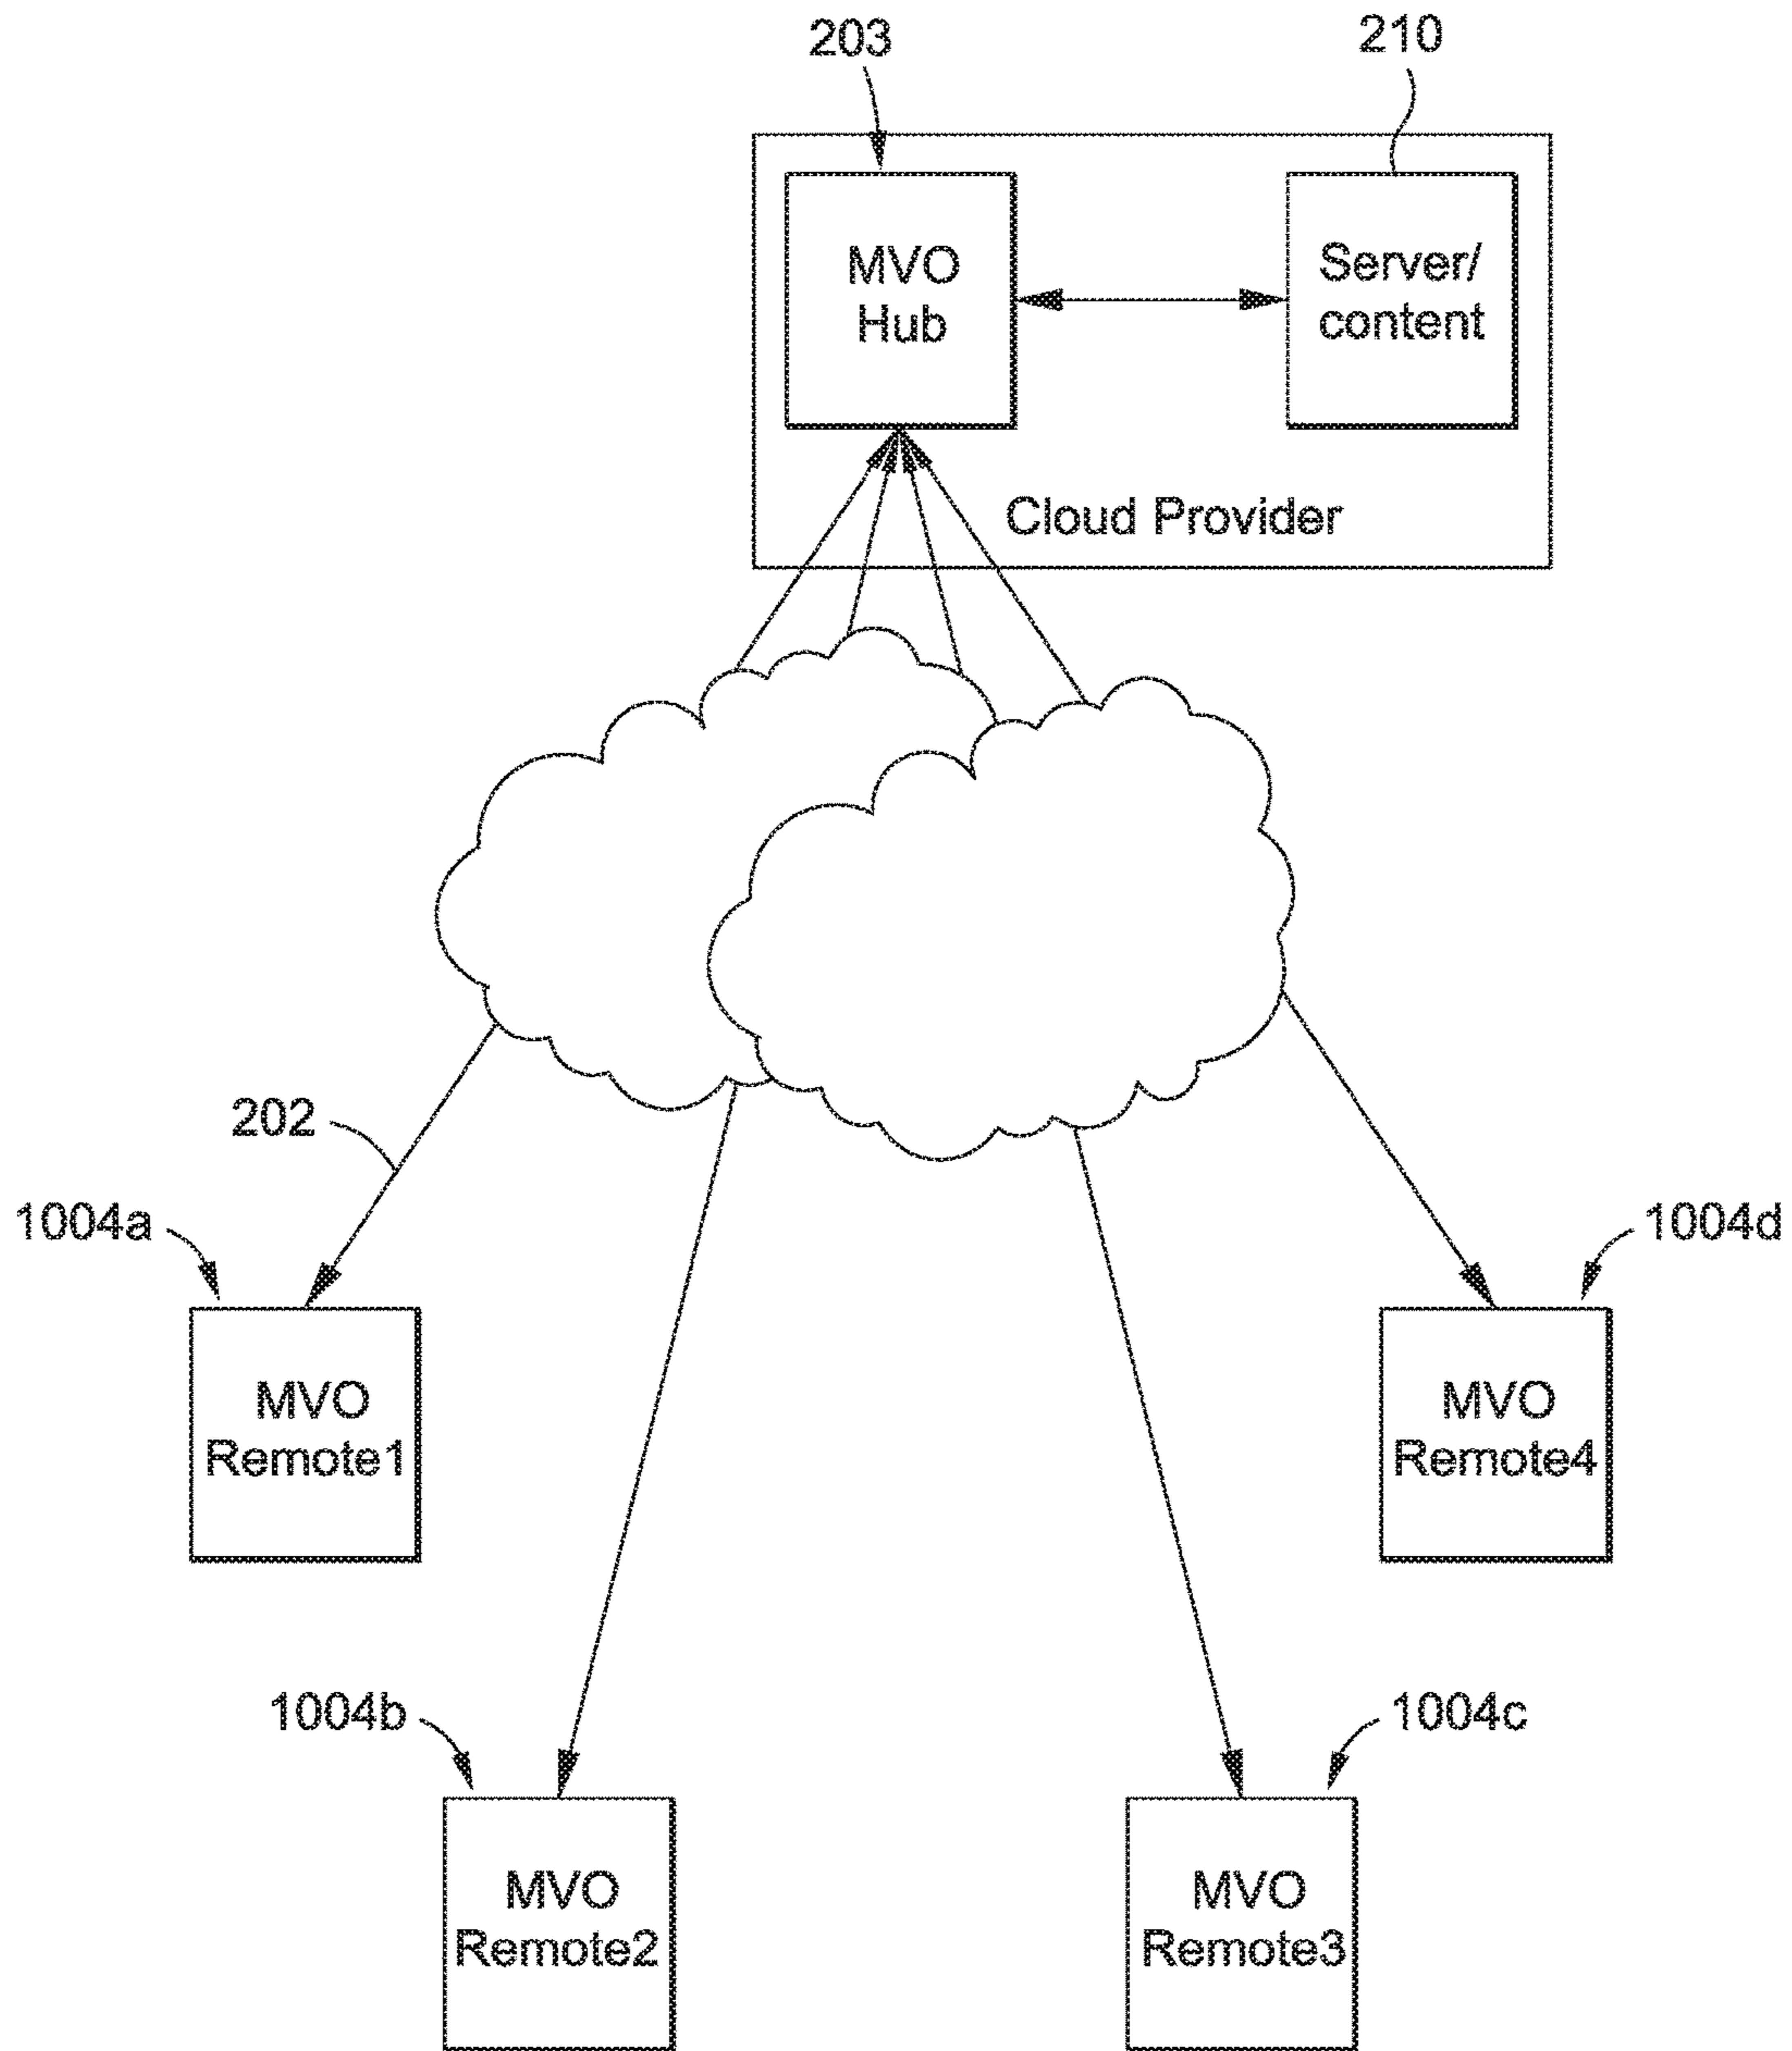 203
210
MVO
Hub
Server/
content
Cloud Provider
202
1004a
1004d
MVO
Remote1
MVO
Remote4
1004b
1004c
MVO
Remote2
MVO
Remote3